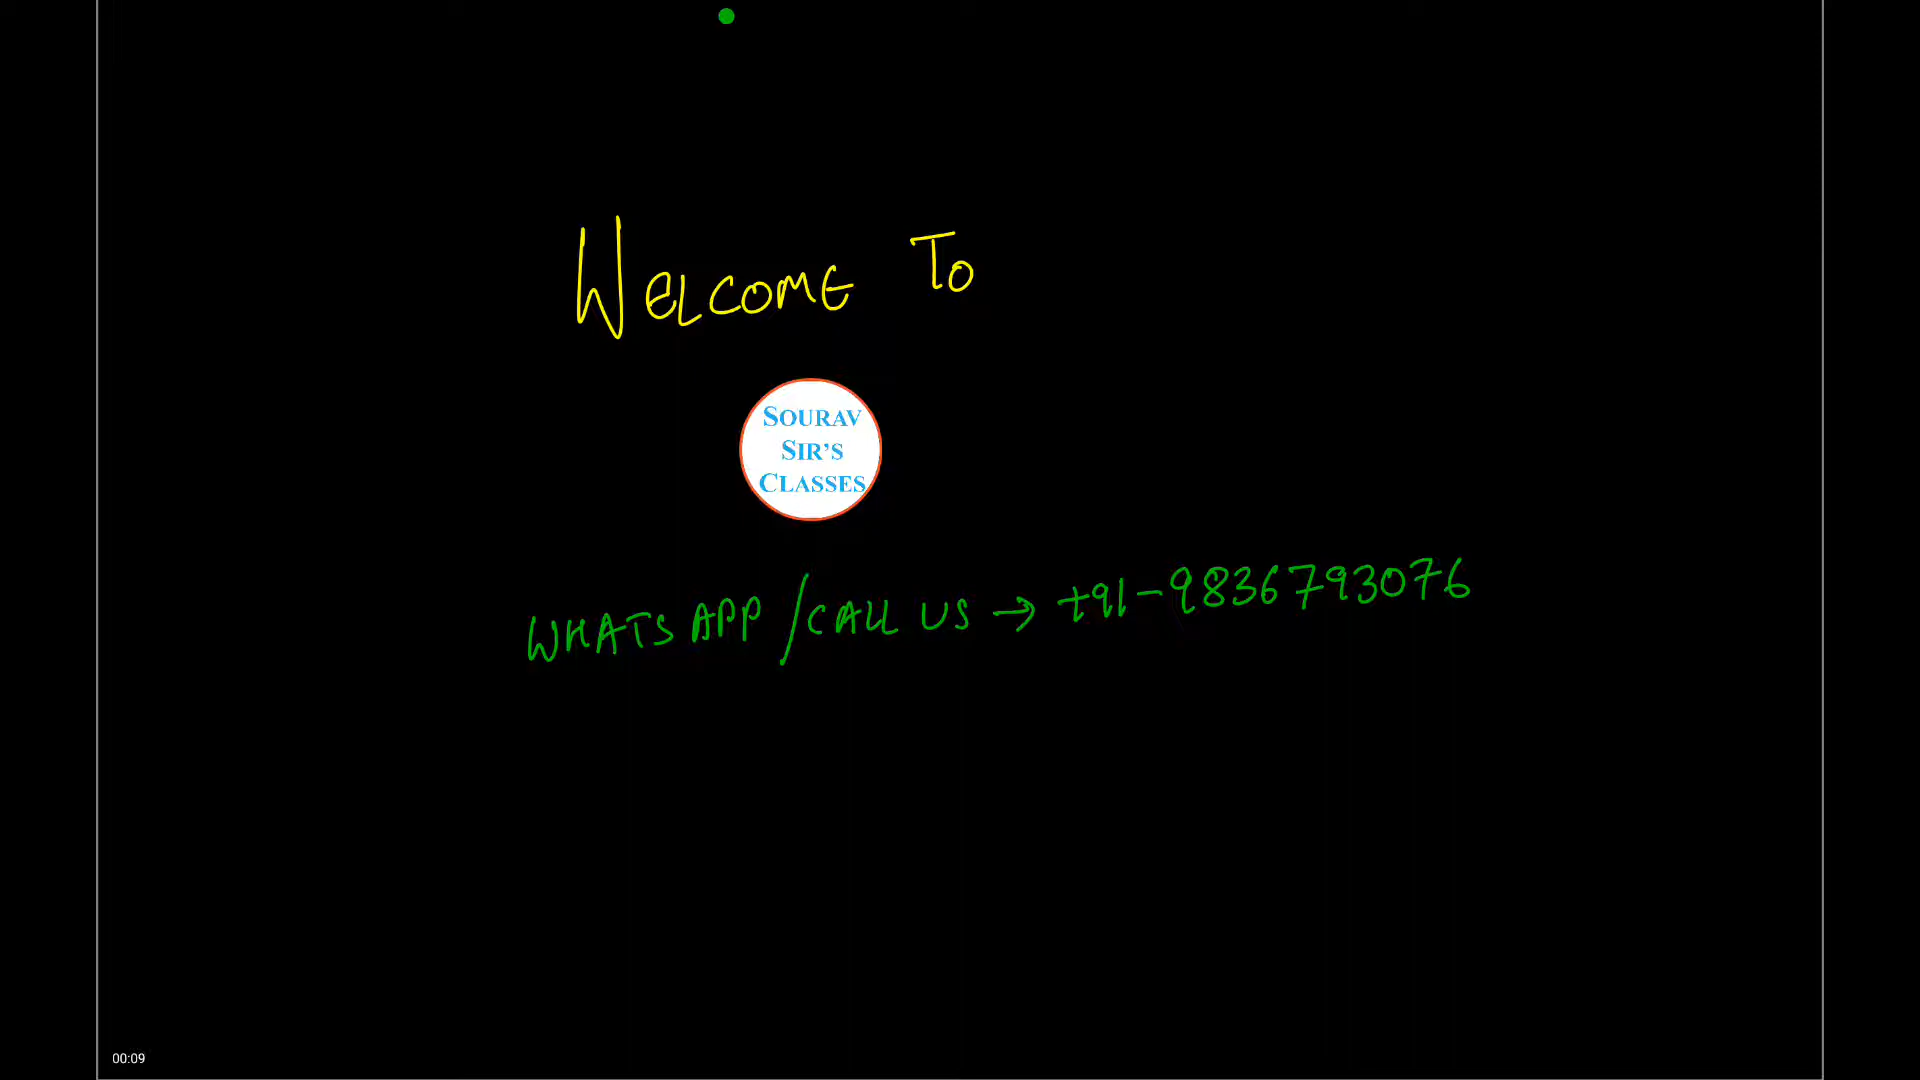 WELCOME TO
SOURAV
SIR'S
CLASSES
WHATSAPP/CALL US → +91-9836793076
00:09